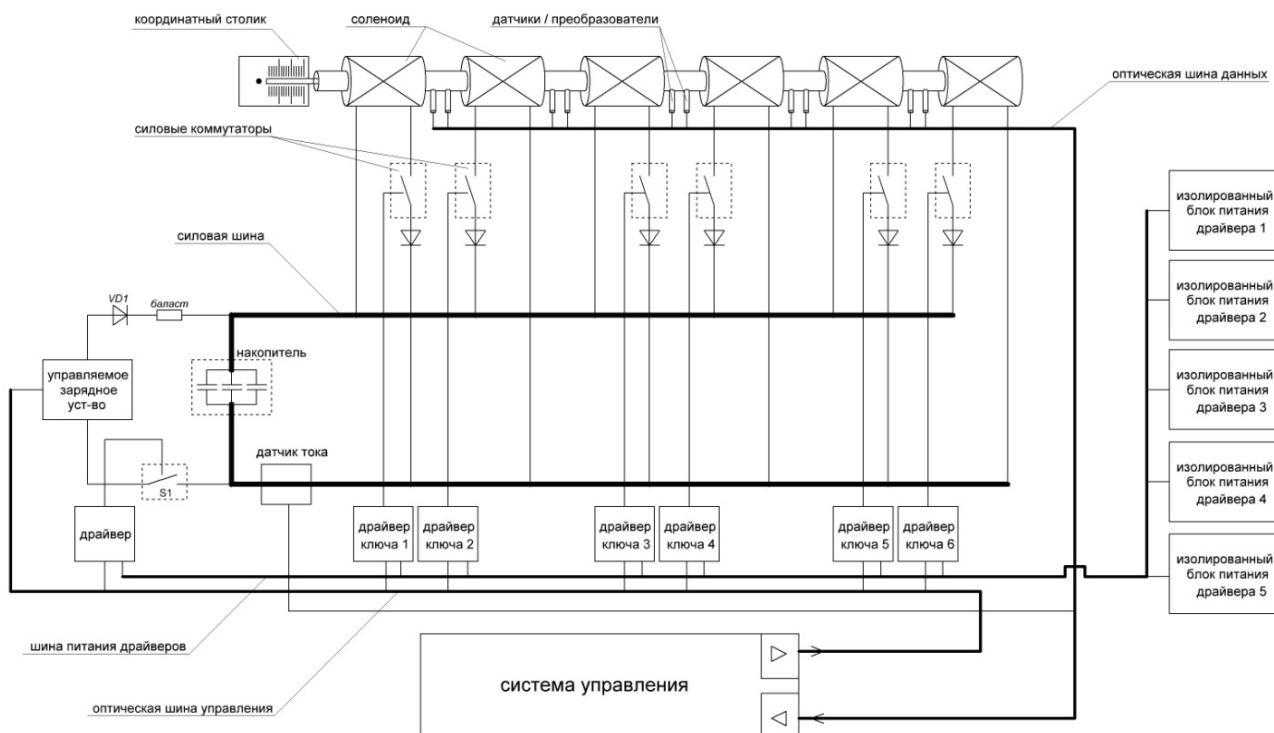 координатный столик
соленоид
датчики / преобразователи
оптическая шина данных
силовые коммутаторы
силовая шина
VD1
баласт
накопитель
управляемое
зарядное
уст-во
датчик тока
S1
драйвер
драйвер
ключа 1
драйвер
ключа 2
драйвер
ключа 3
драйвер
ключа 4
драйвер
ключа 5
драйвер
ключа 6
изолированный
блок питания
драйвера 1
изолированный
блок питания
драйвера 2
изолированный
блок питания
драйвера 3
изолированный
блок питания
драйвера 4
изолированный
блок питания
драйвера 5
шина питания драйверов
оптическая шина управления
система управления